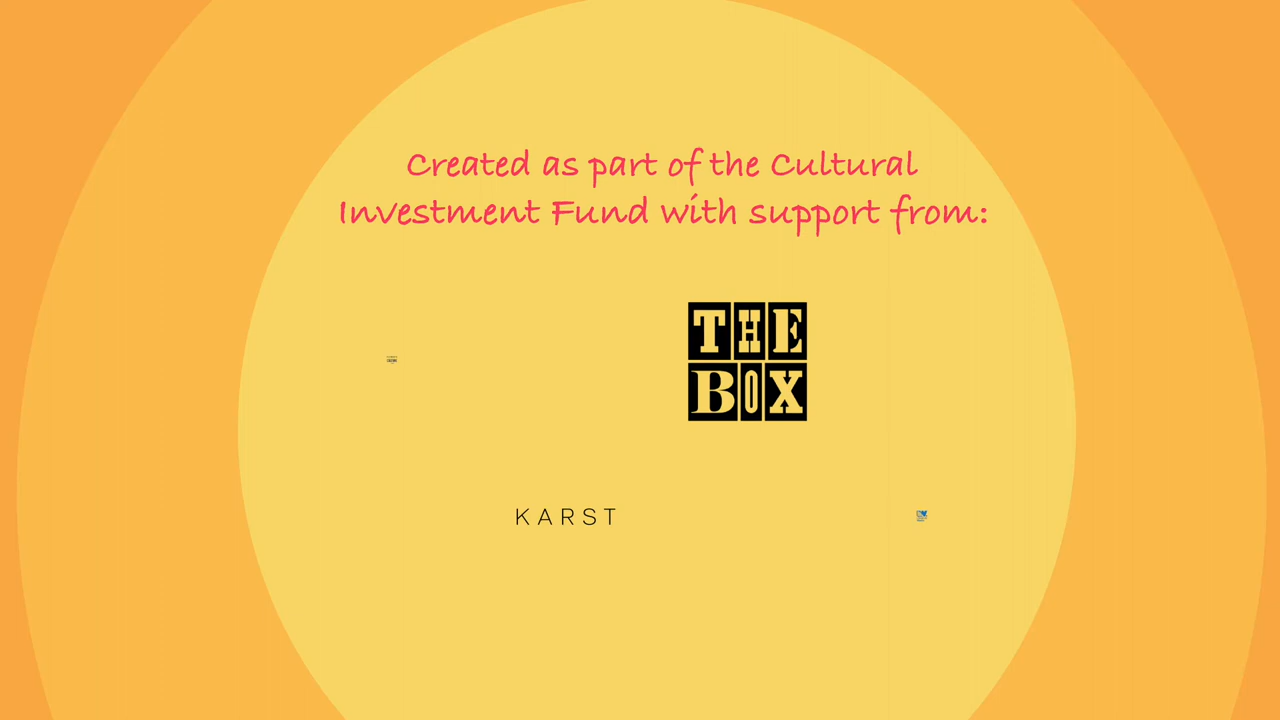 Created as part of the Cultural
Investment Fund with support from:
THE
BOX
KARST